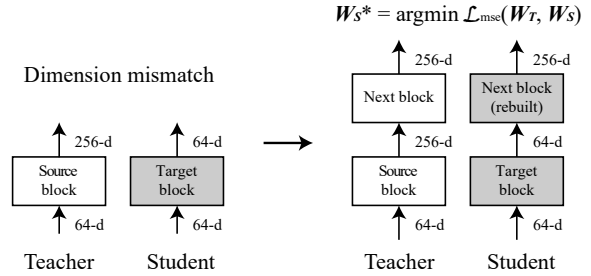 W_S* = argmin 𝓛_mse(W_T, W_S)
256-d 256-d
Dimension mismatch
Next block Next block
(rebuilt)
256-d 64-d 256-d 64-d
Source block Target block Source block Target block
64-d 64-d 64-d 64-d
Teacher Student Teacher Student